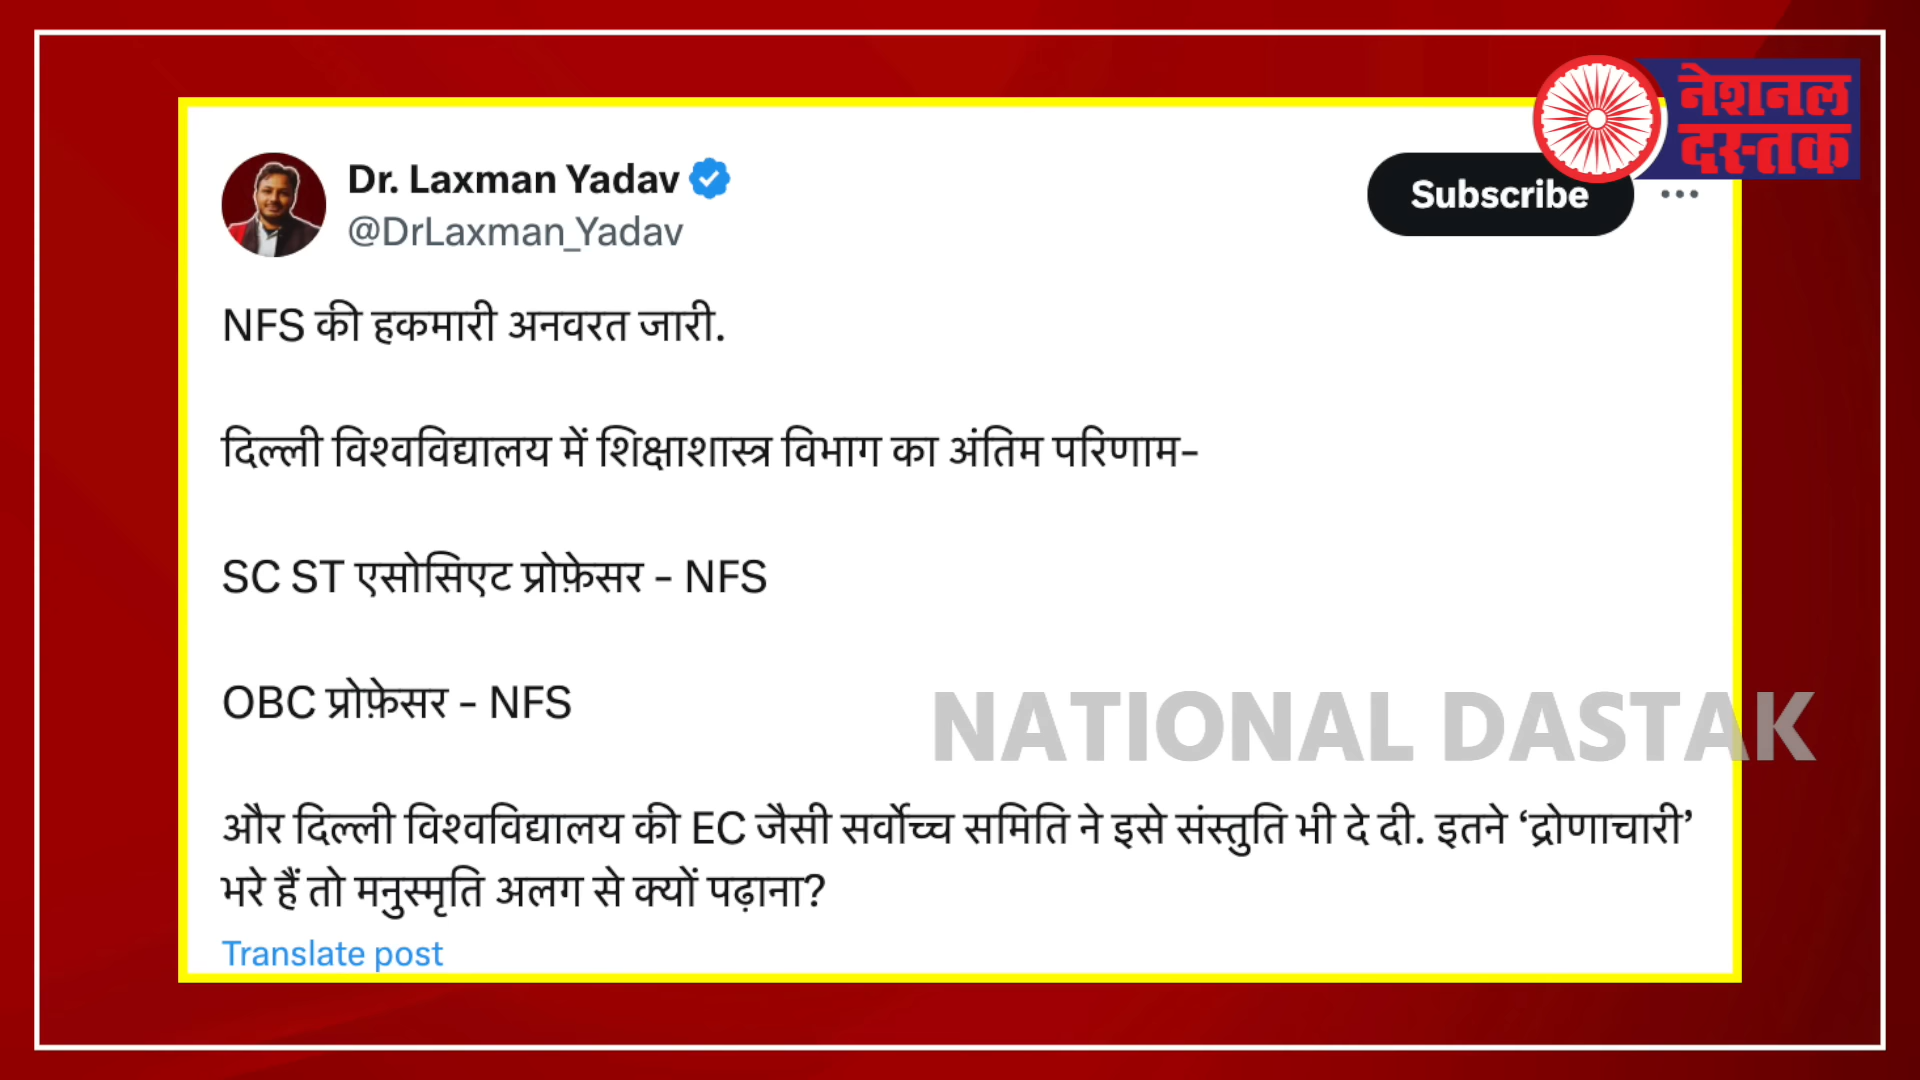 नेशनल
दस्तक
Dr. Laxman Yadav
@DrLaxman_Yadav
Subscribe
NFS की हकमारी अनवरत जारी.
दिल्ली विश्वविद्यालय में शिक्षाशास्त्र विभाग का अंतिम परिणाम-
SC ST एसोसिएट प्रोफ़ेसर - NFS
OBC प्रोफ़ेसर - NFS
NATIONAL DASTAK
और दिल्ली विश्वविद्यालय की EC जैसी सर्वोच्च समिति ने इसे संस्तुति भी दे दी. इतने ‘द्रोणाचारी’
भरे हैं तो मनुस्मृति अलग से क्यों पढ़ाना?
Translate post